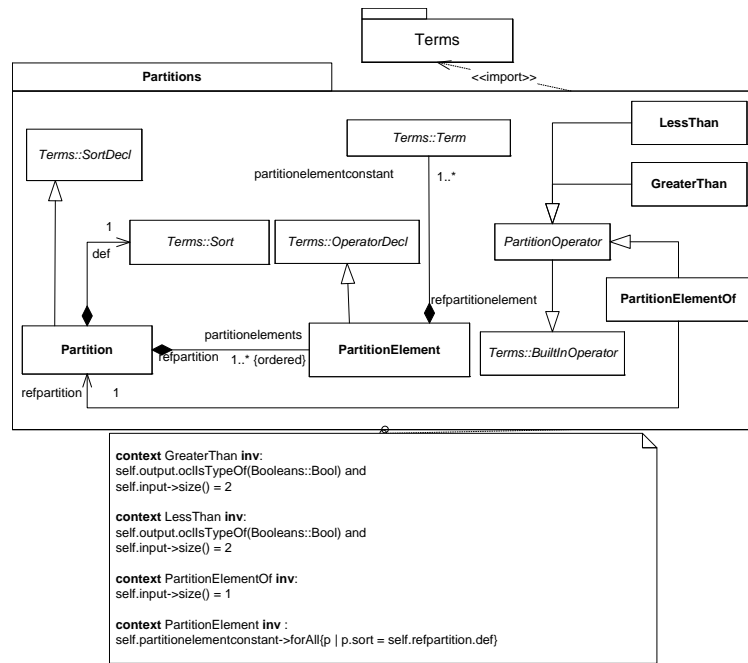 Terms
<<import>>
Partitions
LessThan
Terms::SortDecl
Terms::Term
partitionelementconstant
1..*
GreaterThan
1
def
Terms::Sort
Terms::OperatorDecl
PartitionOperator
PartitionElementOf
refpartitionelement
partitionelements
Partition
refpartition
1..* {ordered}
PartitionElement
Terms::BuiltInOperator
refpartition
1
context GreaterThan inv:
self.output.oclIsTypeOf(Booleans::Bool) and
self.input->size() = 2
context LessThan inv:
self.output.oclIsTypeOf(Booleans::Bool) and
self.input->size() = 2
context PartitionElementOf inv:
self.input->size() = 1
context PartitionElement inv :
self.partitionelementconstant->forAll{p | p.sort = self.refpartition.def}